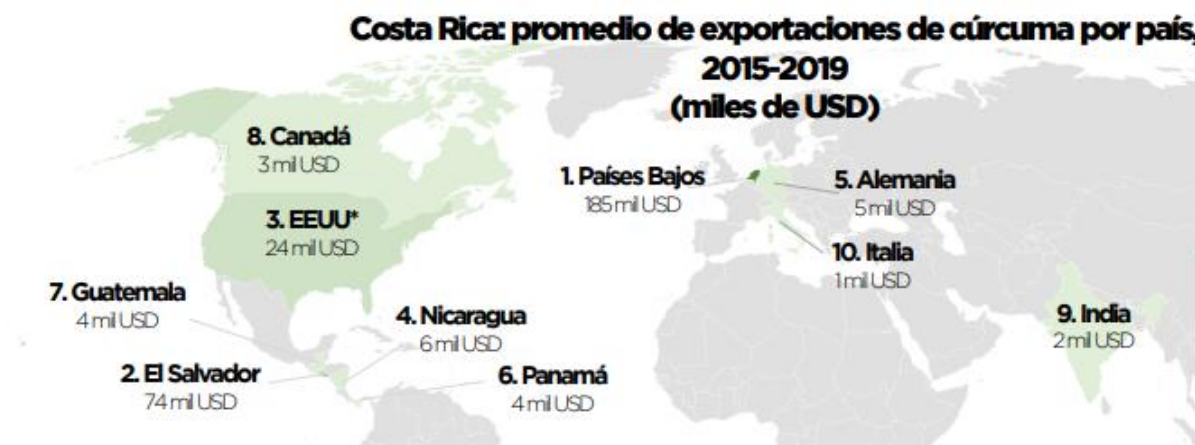 Costa Rica: promedio de exportaciones de cúrcuma por país,
2015-2019
(miles de USD)
8. Canadá
3 mil USD
1. Países Bajos
185 mil USD
5. Alemania
5 mil USD
3. EEUU*
24 mil USD
10. Italia
1 mil USD
7. Guatemala
4 mil USD
4. Nicaragua
6 mil USD
9. India
2 mil USD
2. El Salvador
74 mil USD
6. Panamá
4 mil USD